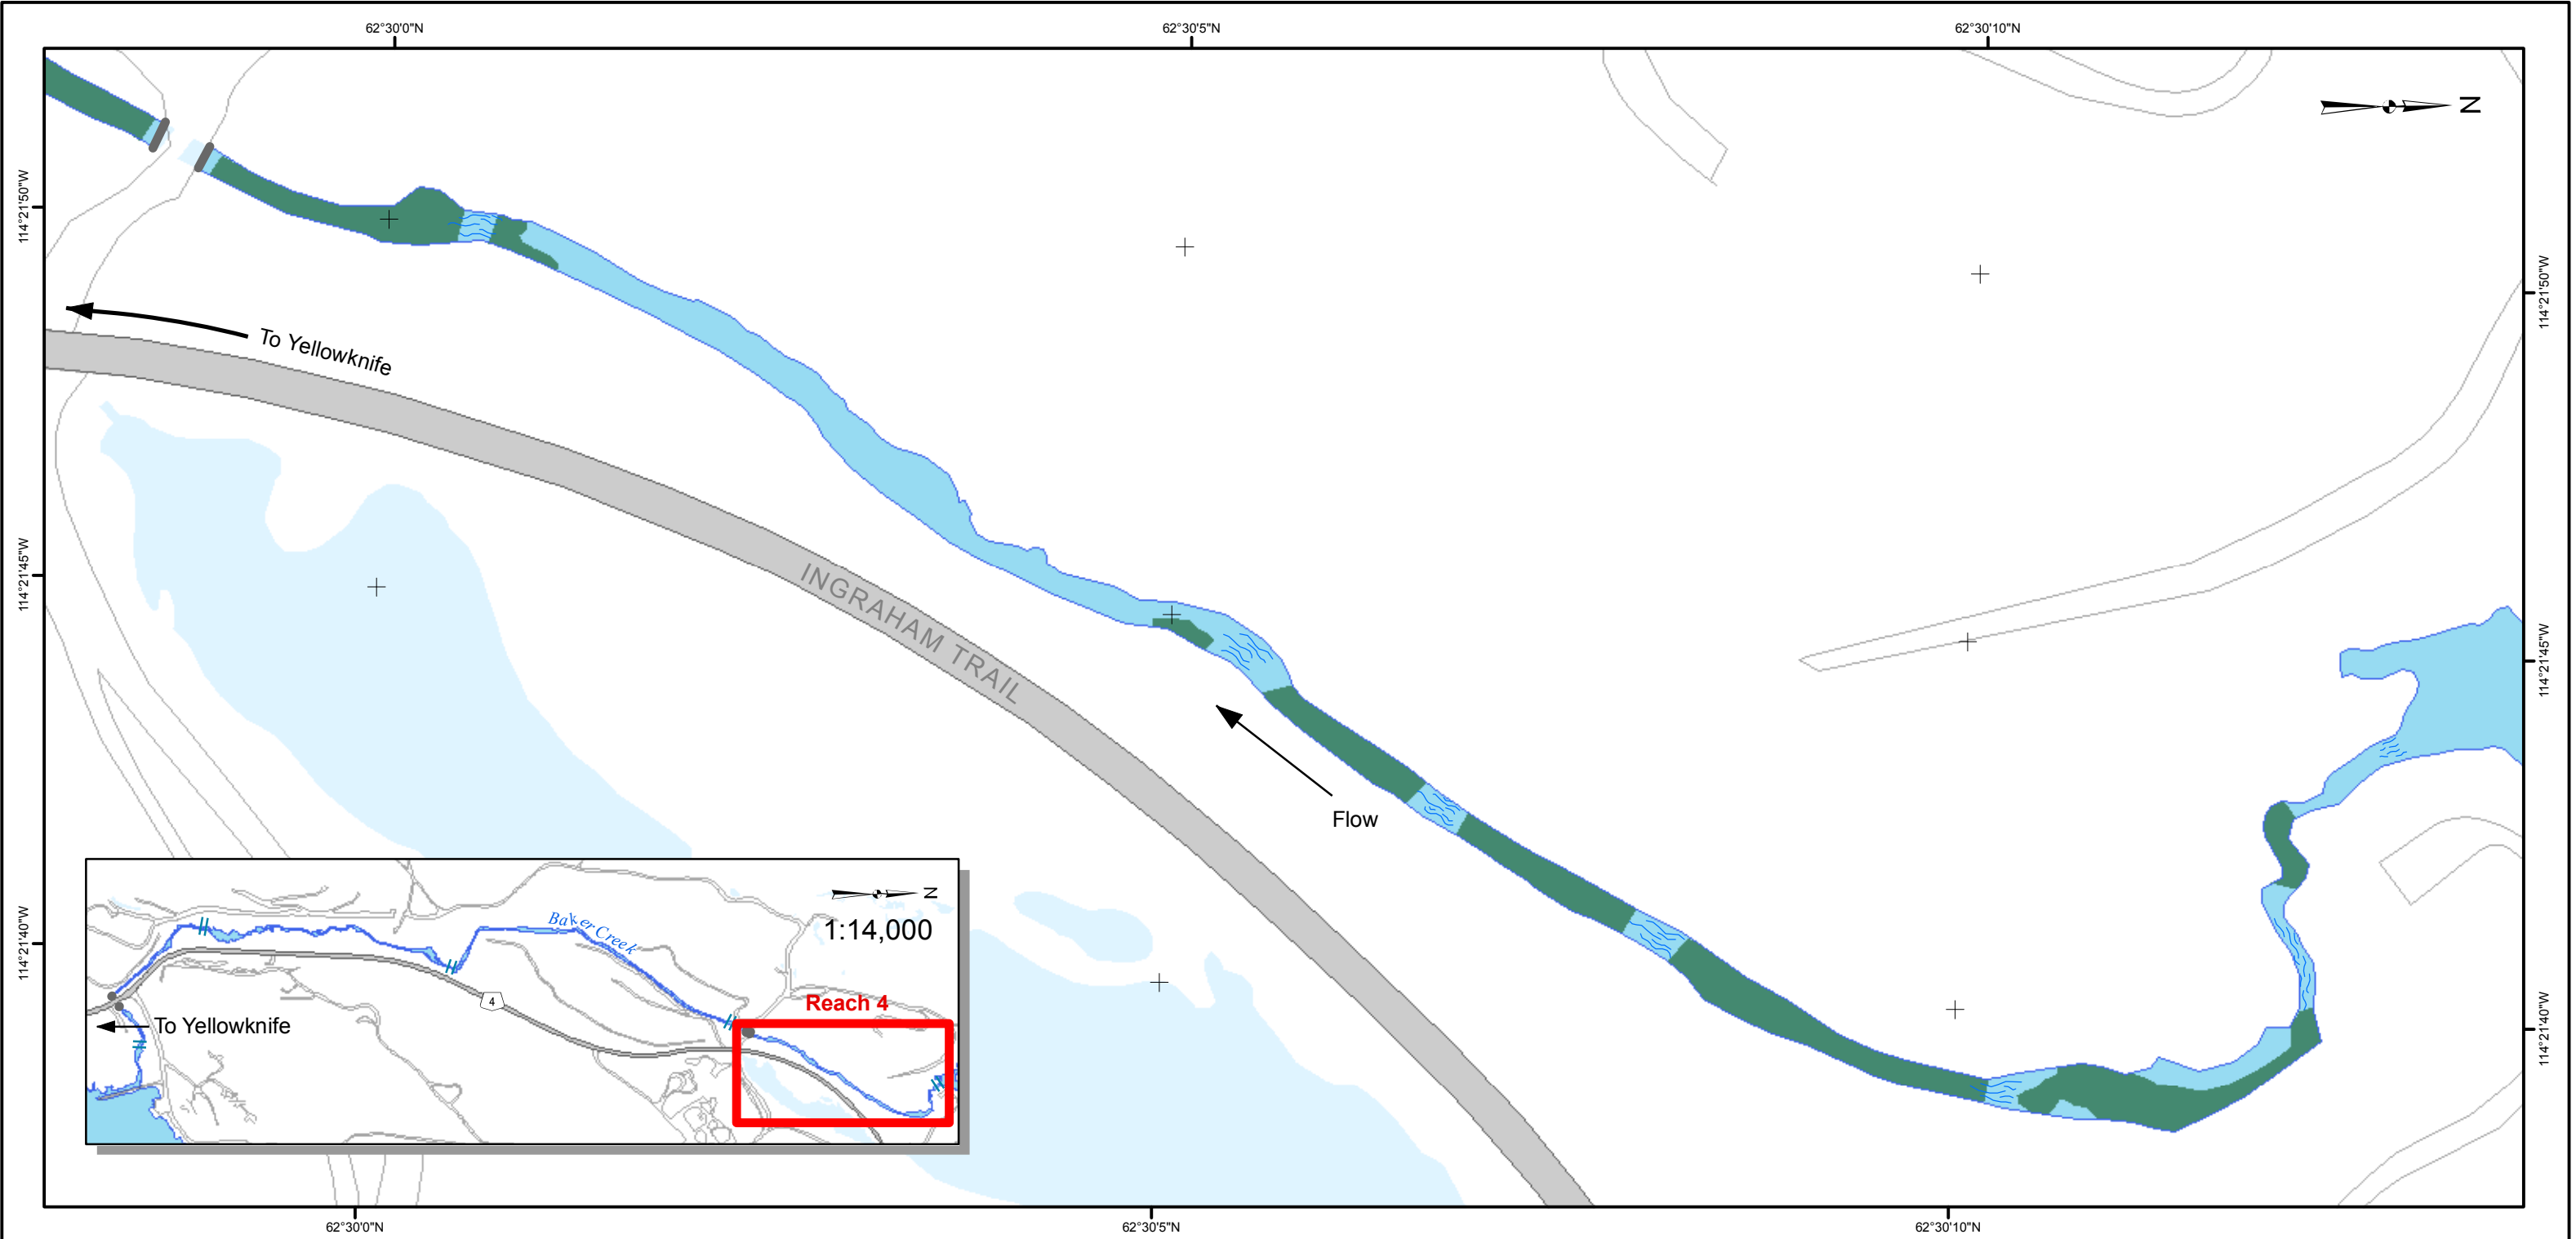 62°30'0"N
62°30'5"N
62°30'10"N
N
114°21'50"W
114°21'50"W
To Yellowknife
114°21'45"W
INGRAHAM TRAIL
114°21'45"W
Flow
Baker Creek
N
1:14,000
114°21'40"W
4
Reach 4
To Yellowknife
114°21'40"W
62°30'0"N
62°30'5"N
62°30'10"N